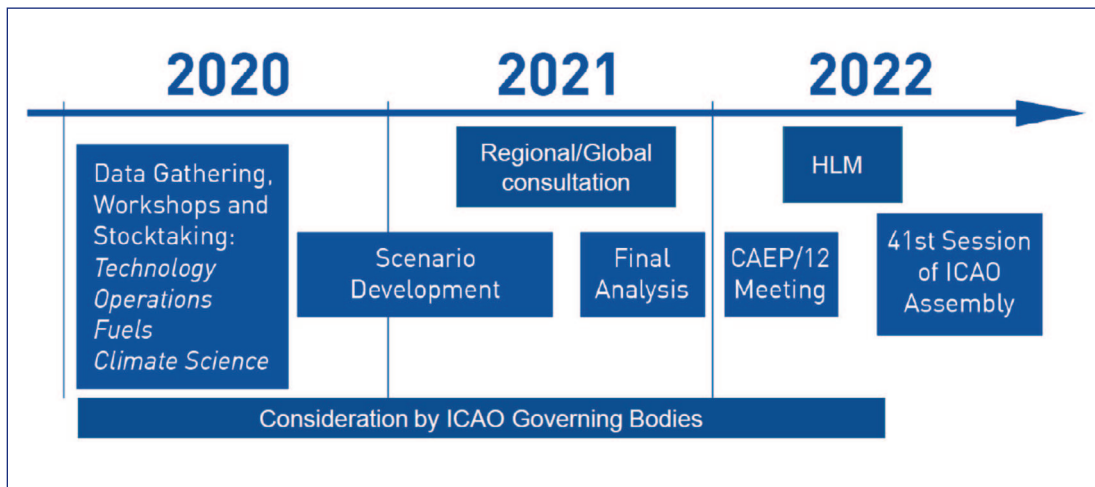 2020
2021
2022
Data Gathering,
Workshops and
Stocktaking:
Technology
Operations
Fuels
Climate Science
Regional/Global
consultation
HLM
Scenario
Development
Final
Analysis
CAEP/12
Meeting
41st Session
of ICAO
Assembly
Consideration by ICAO Governing Bodies